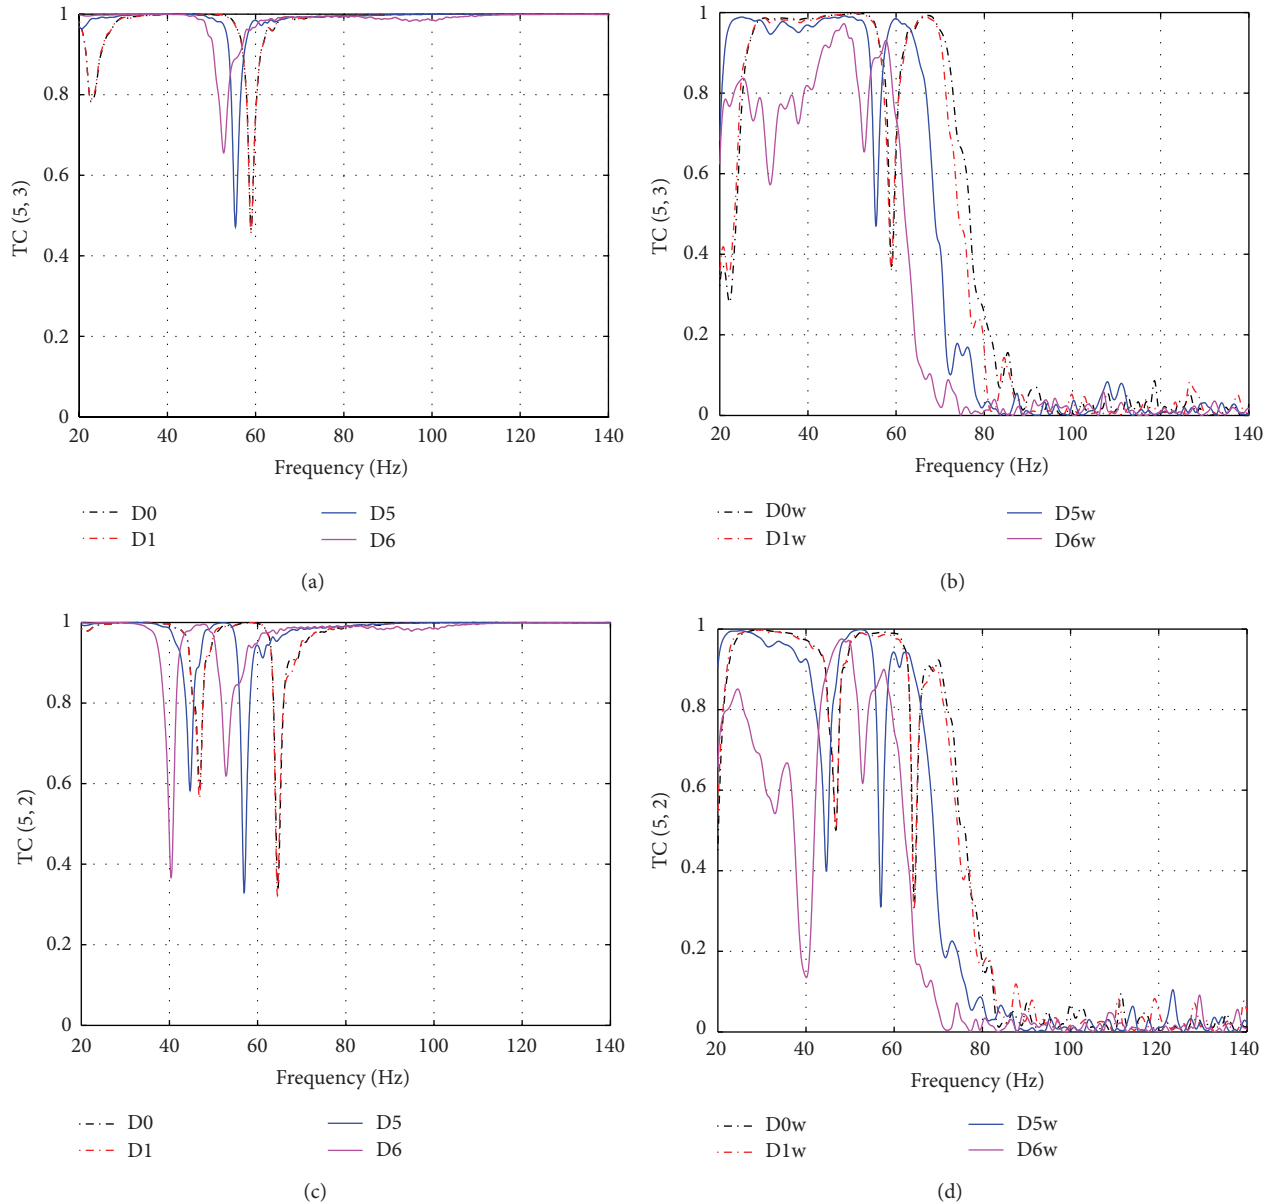 1
0.8
0.6
0.4
0.2
0
TC (5, 3)
20 40 60 80 100 120 140
Frequency (Hz)
D0 D5
D1 D6
(a)
1
0.8
0.6
0.4
0.2
0
TC (5, 3)
20 40 60 80 100 120 140
Frequency (Hz)
D0w D5w
D1w D6w
(b)
1
0.8
0.6
0.4
0.2
0
TC (5, 2)
20 40 60 80 100 120 140
Frequency (Hz)
D0 D5
D1 D6
(c)
1
0.8
0.6
0.4
0.2
0
TC (5, 2)
20 40 60 80 100 120 140
Frequency (Hz)
D0w D5w
D1w D6w
(d)